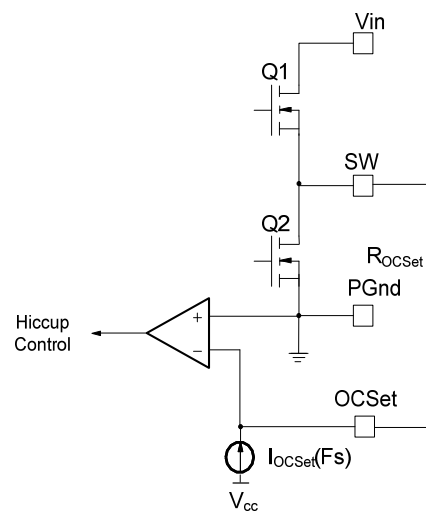 Vin
Q1
SW
Q2
ROCSet
PGnd
+
Hiccup
Control
−
OCSet
IOCSet(Fs)
Vcc